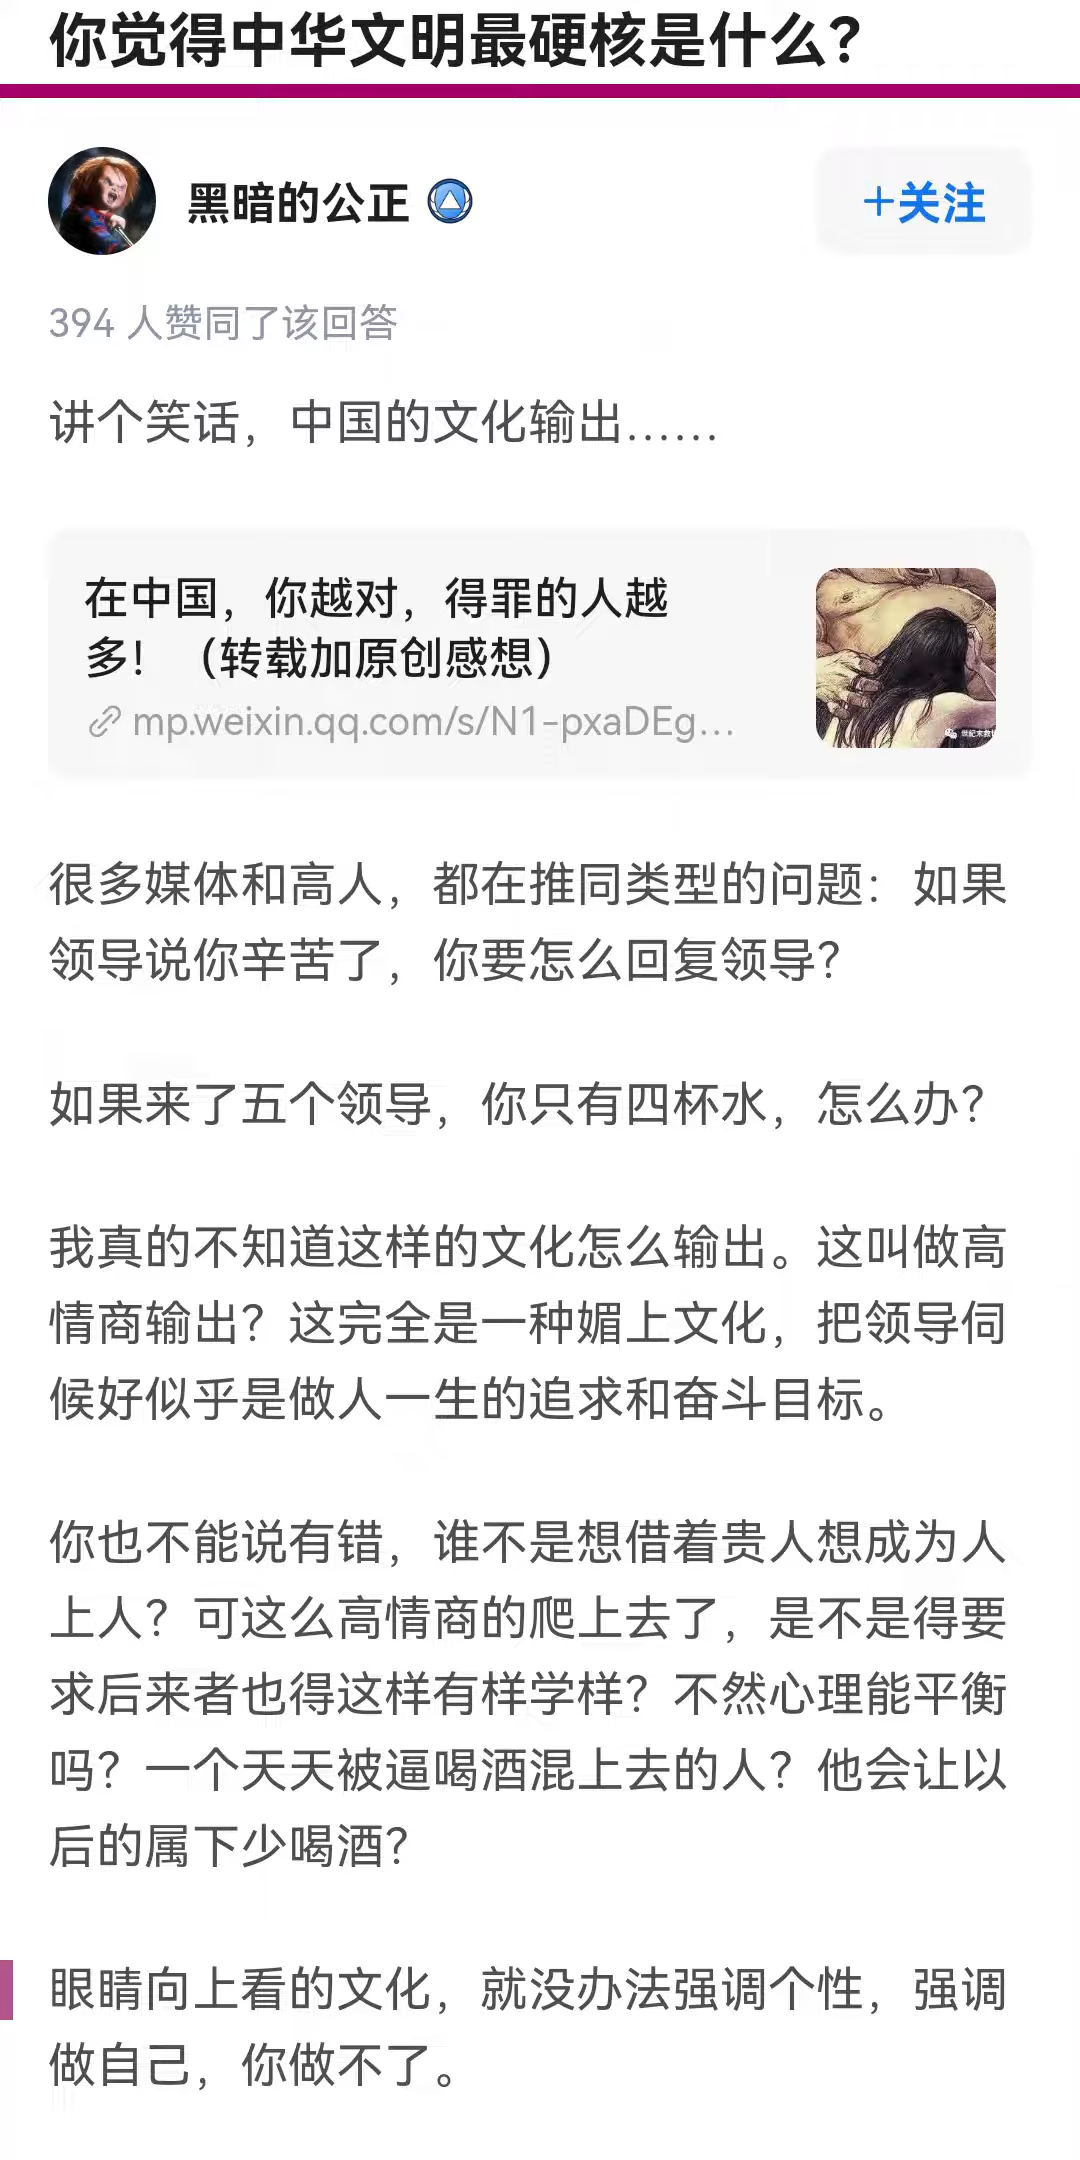 你觉得中华文明最硬核是什么？
黑暗的公正
+关注
394 人赞同了该回答
讲个笑话，中国的文化输出……
在中国，你越对，得罪的人越
多！（转载加原创感想）
mp.weixin.qq.com/s/N1-pxaDEg...
很多媒体和高人，都在推同类型的问题：如果
领导说你辛苦了，你要怎么回复领导？
如果来了五个领导，你只有四杯水，怎么办？
我真的不知道这样的文化怎么输出。这叫做高
情商输出？这完全是一种媚上文化，把领导伺
候好似乎是做人一生的追求和奋斗目标。
你也不能说有错，谁不是想借着贵人想成为人
上人？可这么高情商的爬上去了，是不是得要
求后来者也得这样有样学样？不然心理能平衡
吗？一个天天被逼喝酒混上去的人？他会让以
后的属下少喝酒？
眼睛向上看的文化，就没办法强调个性，强调
做自己，你做不了。